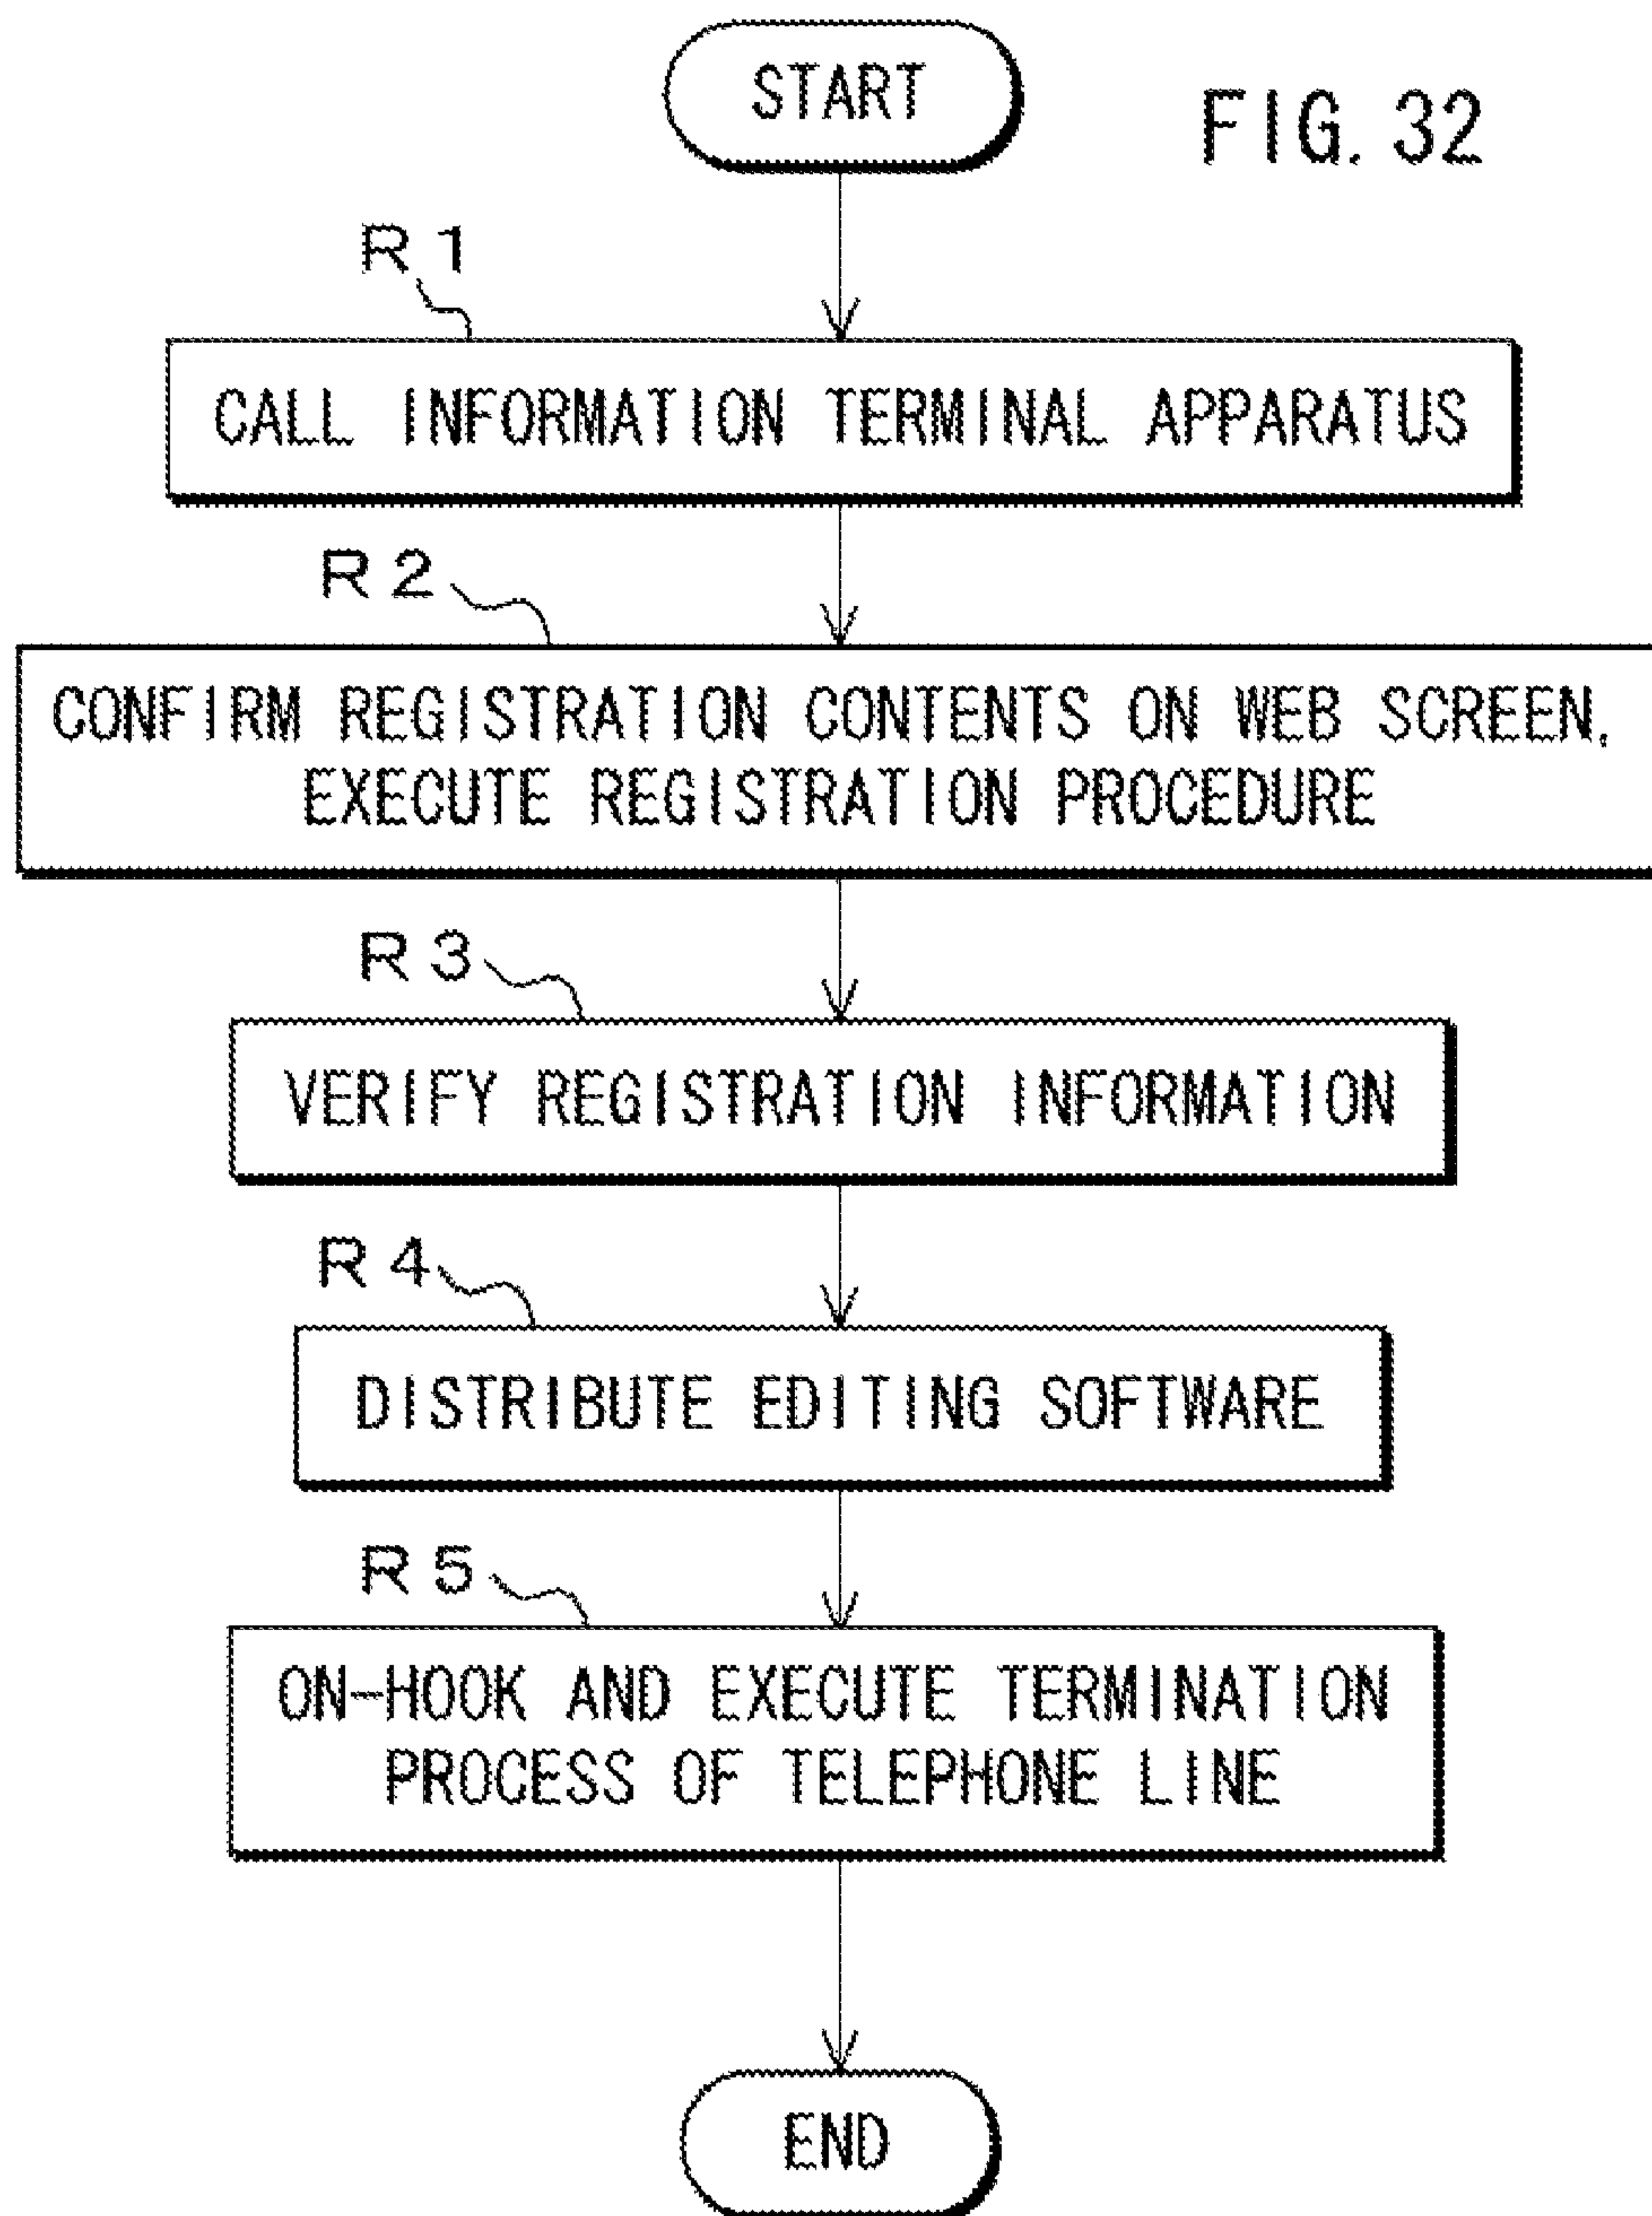 START
FIG. 32
R1
CALL INFORMATION TERMINAL APPARATUS
R2
CONFIRM REGISTRATION CONTENTS ON WEB SCREEN,
EXECUTE REGISTRATION PROCEDURE
R3
VERIFY REGISTRATION INFORMATION
R4
DISTRIBUTE EDITING SOFTWARE
R5
ON-HOOK AND EXECUTE TERMINATION
PROCESS OF TELEPHONE LINE
END